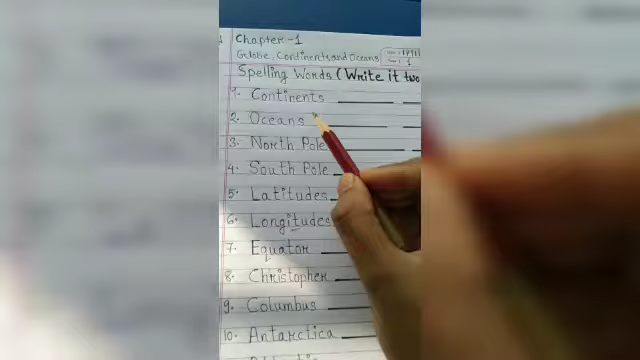 Chapter-1
Globe, Continents and Oceans
Spelling Words (Write it two
1. Continents
2. Oceans
3. North Pole
4. South Pole
5. Latitudes
6. Longitudes
7. Equator
8. Christopher
9. Columbus
10. Antarctica